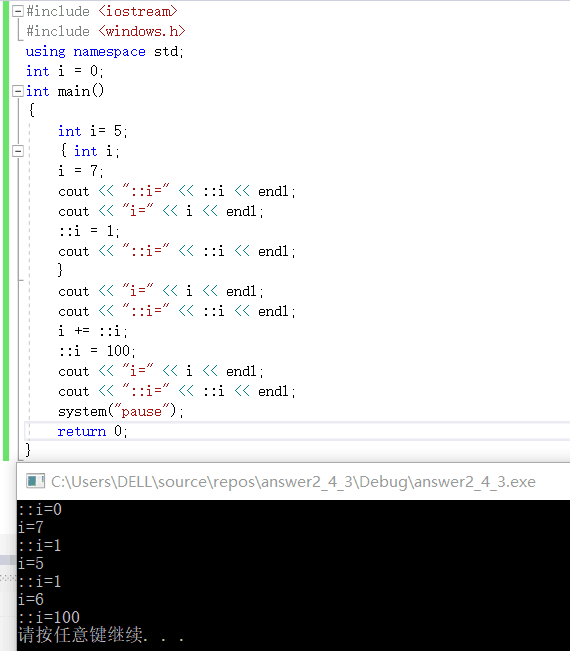 #include <iostream>
#include <windows.h>
using namespace std;
int i = 0;
int main()
{
int i= 5;
{ int i;
i = 7;
cout << "::i=" << ::i << endl;
cout << "i=" << i << endl;
::i = 1;
cout << "::i=" << ::i << endl;
}
cout << "i=" << i << endl;
cout << "::i=" << ::i << endl;
i += ::i;
::i = 100;
cout << "i=" << i << endl;
cout << "::i=" << ::i << endl;
system("pause");
return 0;
}
C:\Users\DELL\source\repos\answer2_4_3\Debug\answer2_4_3.exe
::i=0
i=7
::i=1
i=5
::i=1
i=6
::i=100
请按任意键继续. . .